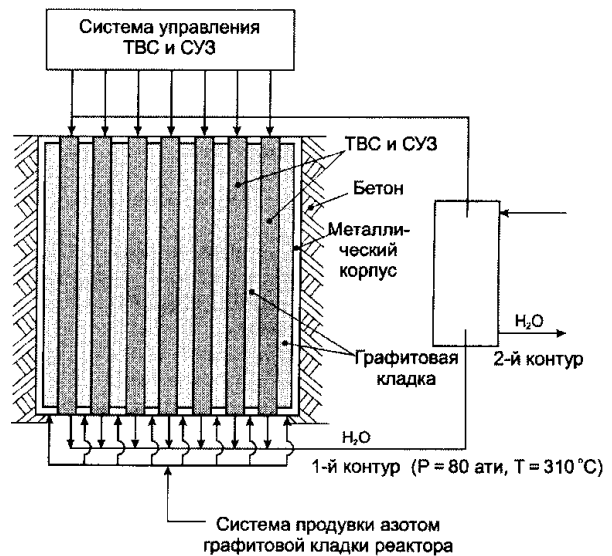 Система управления
ТВС и СУЗ
ТВС и СУЗ
Бетон
Металли-
ческий
корпус
H₂O
2-й контур
Графитовая
кладка
H₂O
1-й контур (P = 80 ати, T = 310 °C)
Система продувки азотом
графитовой кладки реактора